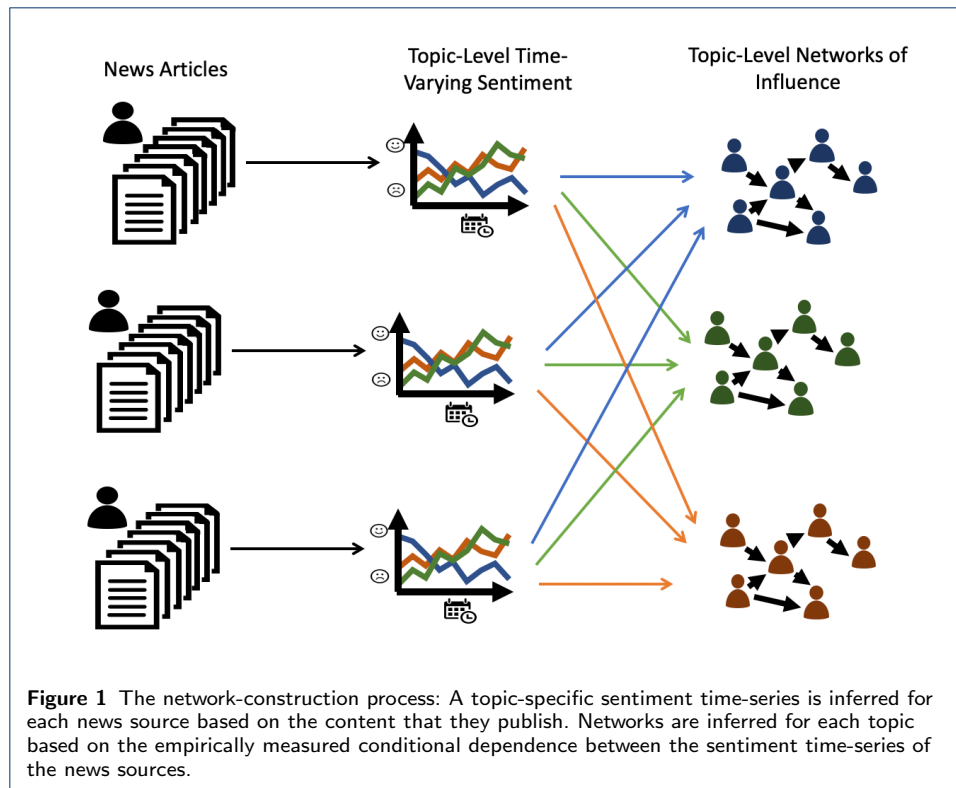 News Articles
Topic-Level Time-
Varying Sentiment
Topic-Level Networks of
Influence
Figure 1 The network-construction process: A topic-specific sentiment time-series is inferred for
each news source based on the content that they publish. Networks are inferred for each topic
based on the empirically measured conditional dependence between the sentiment time-series of
the news sources.